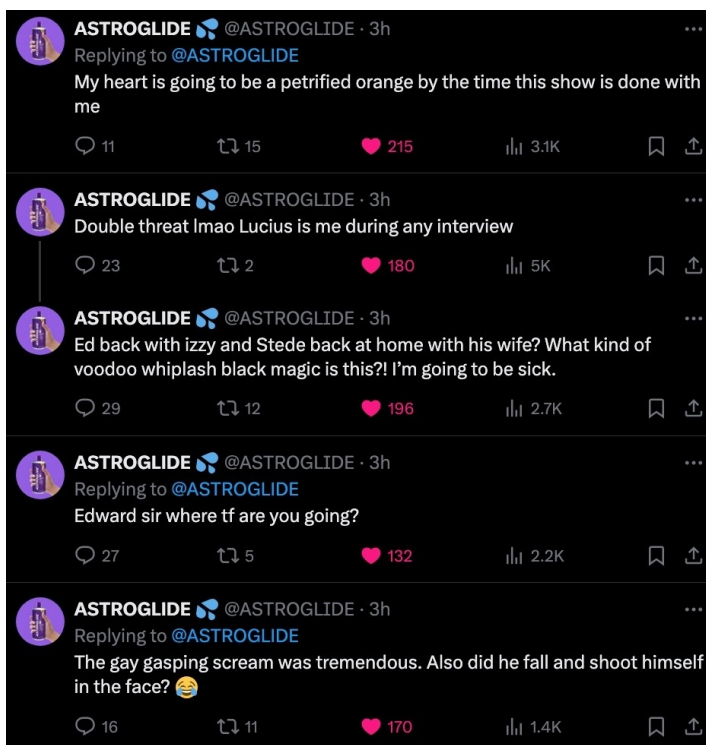 ASTROGLIDE 💦 @ASTROGLIDE · 3h
Replying to @ASTROGLIDE
My heart is going to be a petrified orange by the time this show is done with
me
11 15 215 3.1K
ASTROGLIDE 💦 @ASTROGLIDE · 3h
Double threat lmao Lucius is me during any interview
23 2 180 5K
ASTROGLIDE 💦 @ASTROGLIDE · 3h
Ed back with izzy and Stede back at home with his wife? What kind of
voodoo whiplash black magic is this?! I’m going to be sick.
29 12 196 2.7K
ASTROGLIDE 💦 @ASTROGLIDE · 3h
Replying to @ASTROGLIDE
Edward sir where tf are you going?
27 5 132 2.2K
ASTROGLIDE 💦 @ASTROGLIDE · 3h
Replying to @ASTROGLIDE
The gay gasping scream was tremendous. Also did he fall and shoot himself
in the face? 😂
16 11 170 1.4K